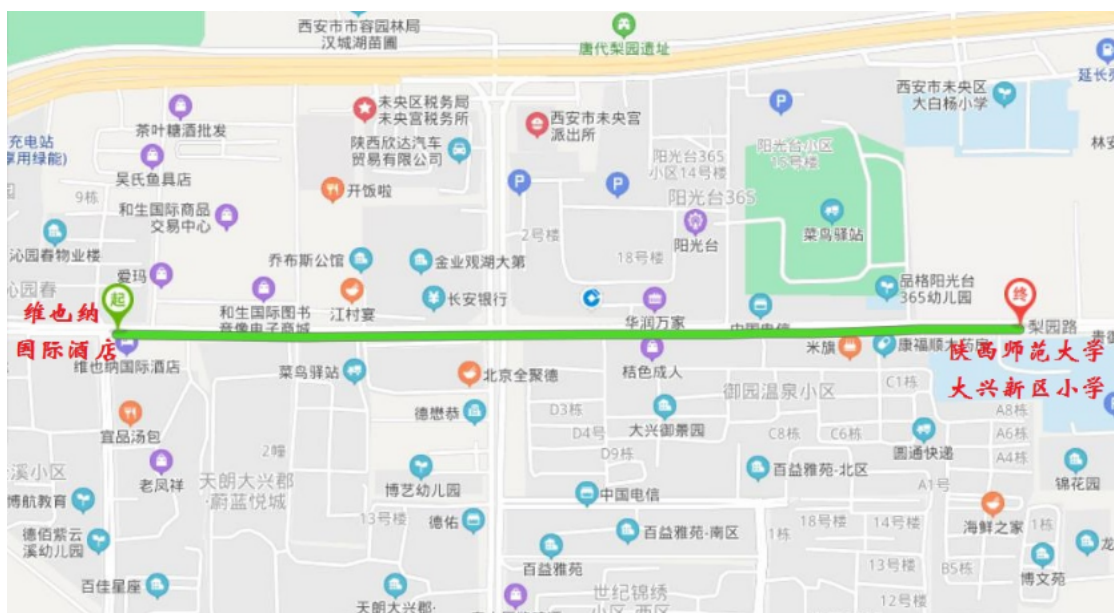 西安市市容园林局
汉城湖苗圃
唐代梨园遗址
延长壳
西安市未央区
大白杨小学
未央区税务局
未央宫税务所
茶叶糖酒批发
西安市未央宫
派出所
充电站
享用绿能)
陕西欣达汽车
贸易有限公司
阳光台365
小区14号楼
阳光台小区
15号楼
林安
吴氏鱼具店
9栋
开饭啦
阳光台365
和生国际商品
交易中心
2号楼
菜鸟驿站
沁园春物业楼
乔布斯公馆
金业观湖大第
18号楼
阳光台
爱玛
沁园春
和生国际图书
音像电子商城
江村宴
长安银行
华润万家
中国电信
品格阳光台
365幼儿园
起
终
维也纳
国际酒店
梨园路
贵御
维也纳国际酒店
菜鸟驿站
北京全聚德
桔色成人
米旗
康福顺大药房
陕西师范大学
大兴新区小学
御园温泉小区
C1栋
宜品汤包
德懋恭
D3栋
D4号
大兴御景园
C8栋
C6栋
圆通快递
A8栋
A6栋
A4栋
2幢
D9栋
溪小区
老凤祥
天朗大兴郡
·蔚蓝悦城
博艺幼儿园
百益雅苑·北区
A1号
锦花园
博航教育
中国电信
13号楼
德佑
百益雅苑·南区
1栋
18号楼
14号楼
海鲜之家
1栋
德佰紫云
溪幼儿园
百益雅苑
13号楼
B5栋
博文苑
龙
百佳星座
天朗大兴郡·
世纪锦绣
小区·西区
12号楼